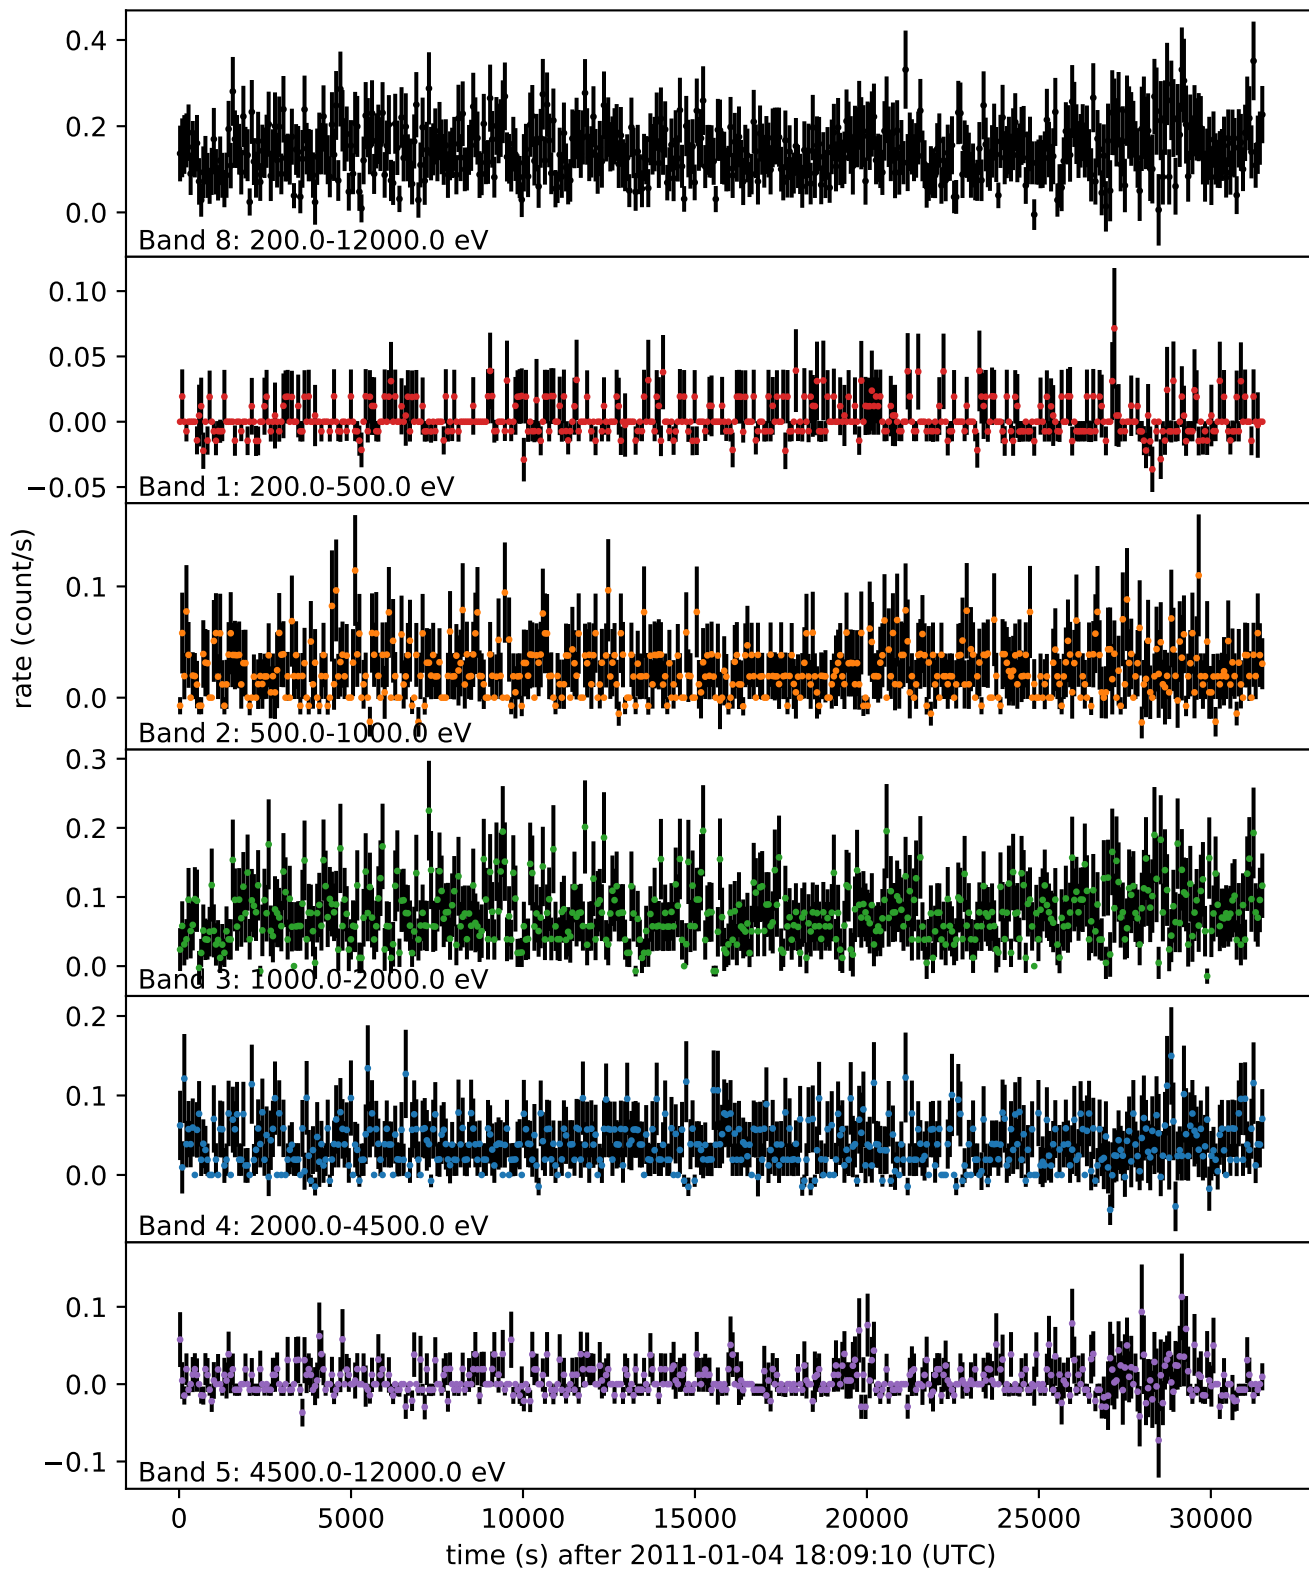 0.4
0.2
0.0
Band 8: 200.0-12000.0 eV
0.10
0.05
0.00
−0.05
Band 1: 200.0-500.0 eV
rate (count/s)
0.1
0.0
Band 2: 500.0-1000.0 eV
0.3
0.2
0.1
0.0
Band 3: 1000.0-2000.0 eV
0.2
0.1
0.0
Band 4: 2000.0-4500.0 eV
0.1
0.0
−0.1
Band 5: 4500.0-12000.0 eV
0 5000 10000 15000 20000 25000 30000
time (s) after 2011-01-04 18:09:10 (UTC)